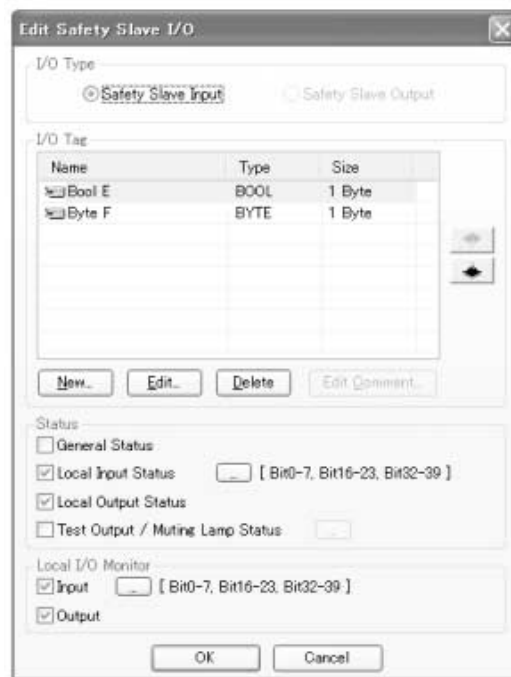 Edit Safety Slave I/O
I/O Type
Safety Slave Input
Safety Slave Output
I/O Tag
Name Type Size
Bool E BOOL 1 Byte
Byte F BYTE 1 Byte
New... Edit... Delete Edit Comment...
Status
General Status
Local Input Status ... [ Bit0-7, Bit16-23, Bit32-39 ]
Local Output Status
Test Output / Muting Lamp Status ...
Local I/O Monitor
Input ... [ Bit0-7, Bit16-23, Bit32-39 ]
Output
OK Cancel